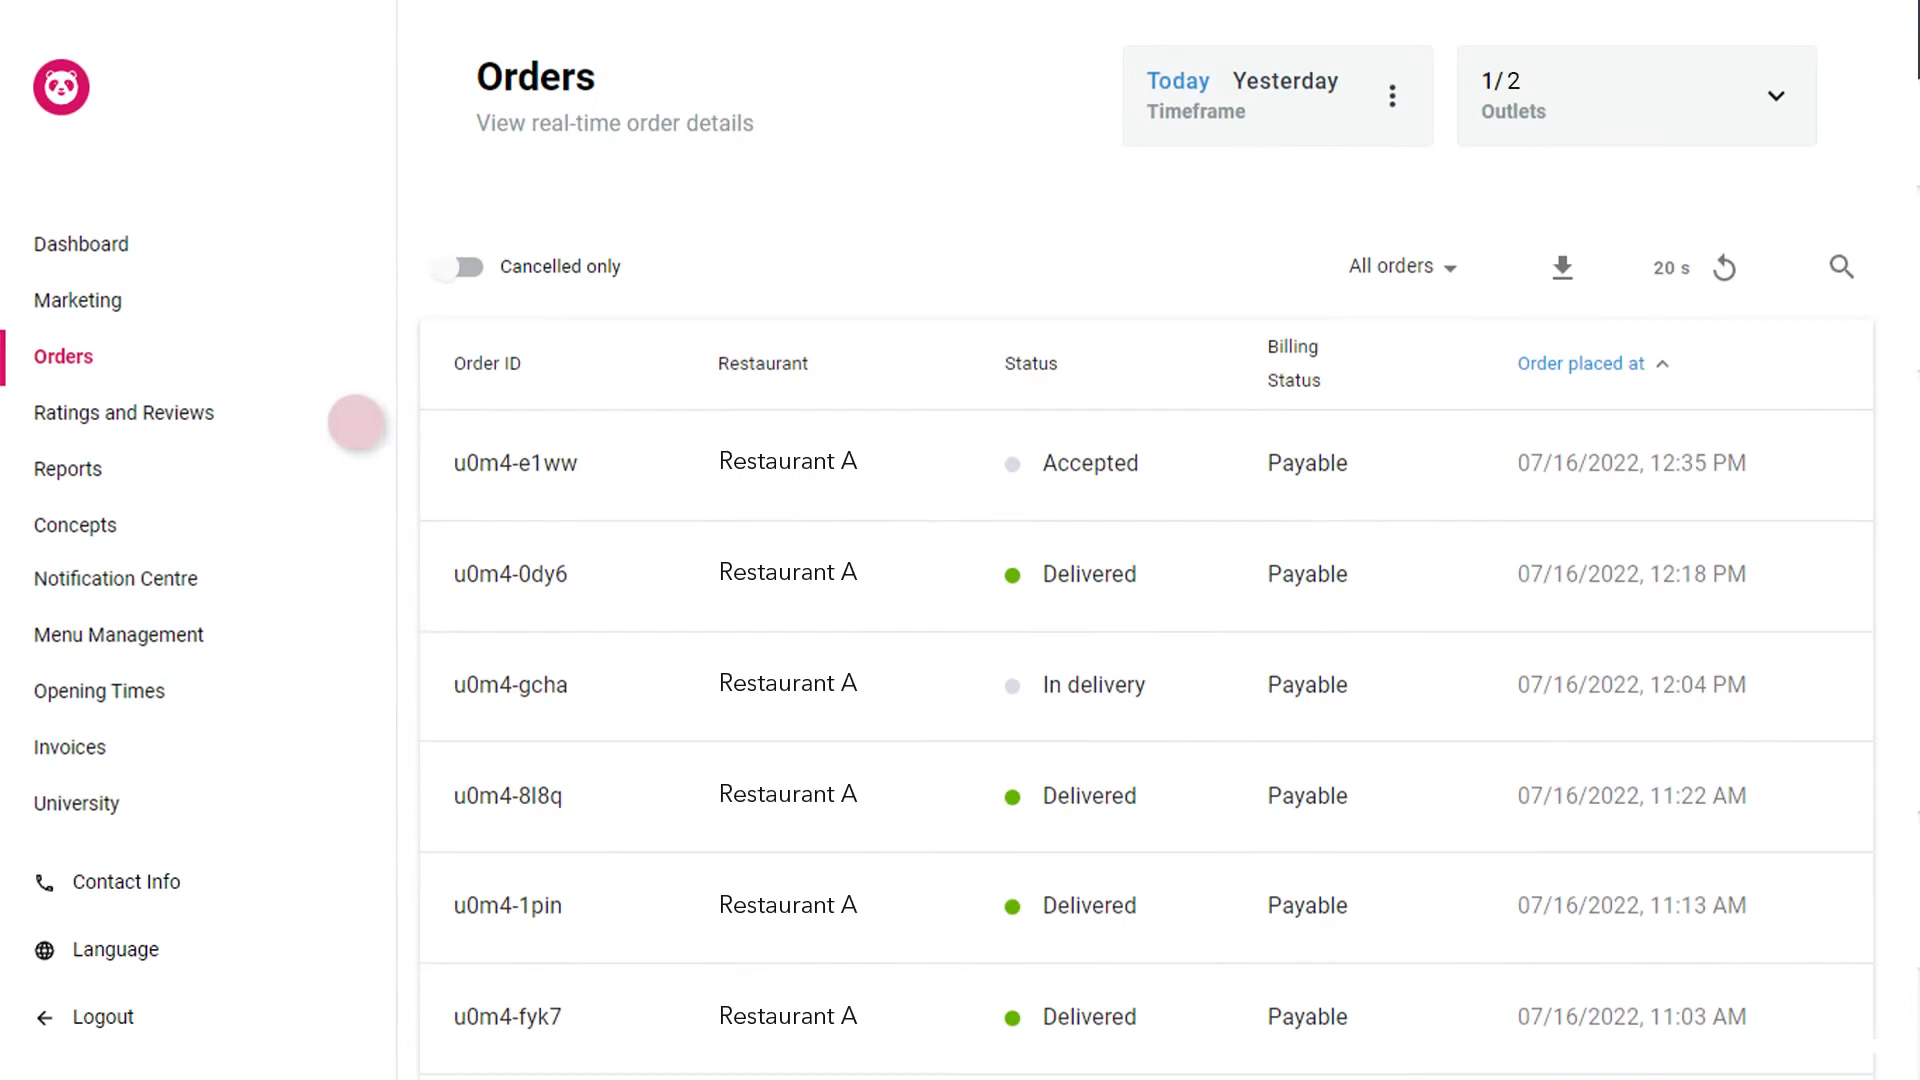 Orders
View real-time order details
Today Yesterday
Timeframe
1/ 2
Outlets
Dashboard
Marketing
Orders
Ratings and Reviews
Reports
Concepts
Notification Centre
Menu Management
Opening Times
Invoices
University
Contact Info
Language
Logout
Cancelled only
All orders
20 s
Order ID Restaurant Status Billing Status Order placed at
u0m4-e1ww Restaurant A Accepted Payable 07/16/2022, 12:35 PM
u0m4-0dy6 Restaurant A Delivered Payable 07/16/2022, 12:18 PM
u0m4-gcha Restaurant A In delivery Payable 07/16/2022, 12:04 PM
u0m4-8l8q Restaurant A Delivered Payable 07/16/2022, 11:22 AM
u0m4-1pin Restaurant A Delivered Payable 07/16/2022, 11:13 AM
u0m4-fyk7 Restaurant A Delivered Payable 07/16/2022, 11:03 AM